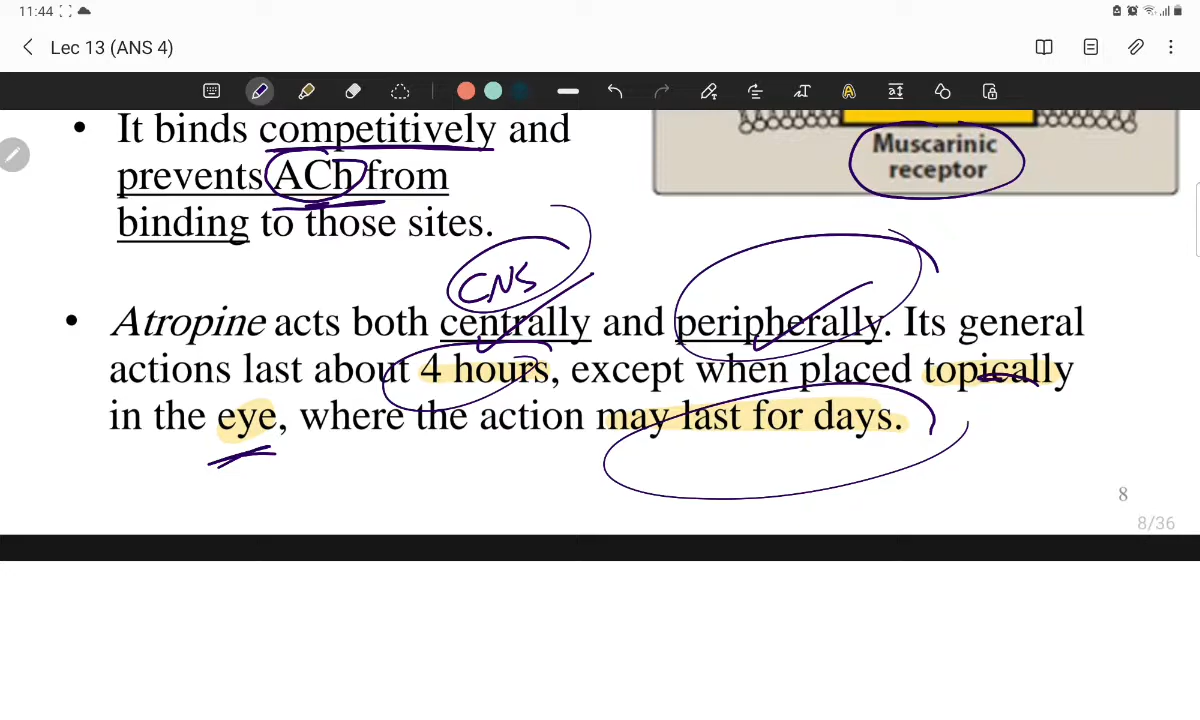 11:44
Lec 13 (ANS 4)
• It binds competitively and
prevents ACh from
binding to those sites.
Muscarinic
receptor
CNS
• Atropine acts both centrally and peripherally. Its general
actions last about 4 hours, except when placed topically
in the eye, where the action may last for days.
8
8/36